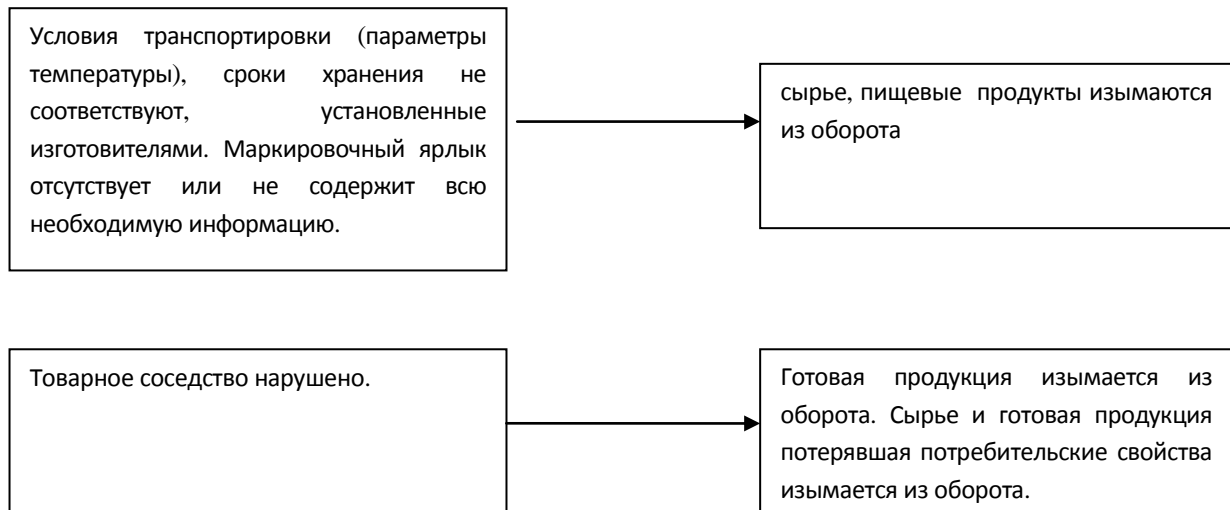 Условия транспортировки (параметры
температуры), сроки хранения не
соответствуют, установленные
изготовителями. Маркировочный ярлык
отсутствует или не содержит всю
необходимую информацию.
сырье, пищевые продукты изымаются
из оборота
Товарное соседство нарушено.
Готовая продукция изымается из
оборота. Сырье и готовая продукция
потерявшая потребительские свойства
изымается из оборота.